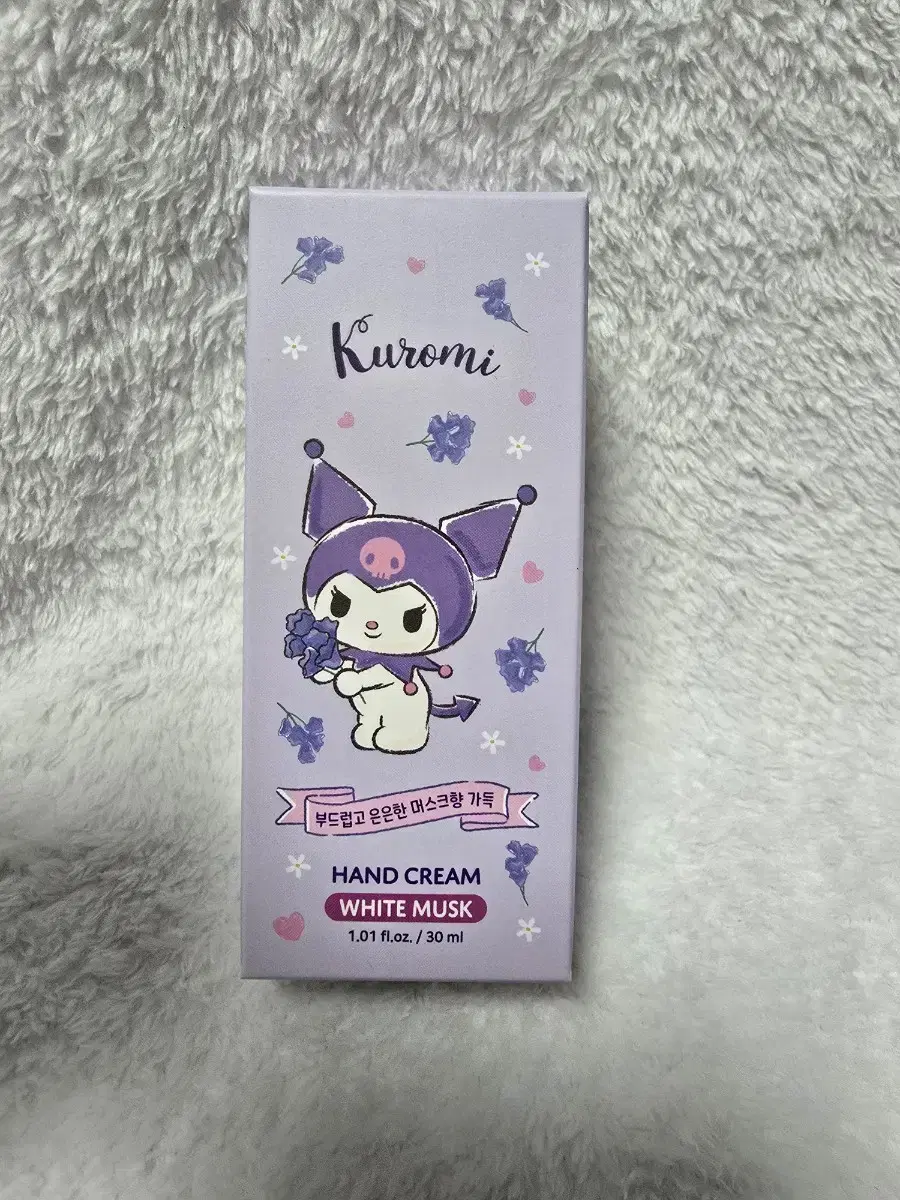 Kuromi
부드럽고 은은한 머스크향 가득
HAND CREAM
WHITE MUSK
1.01 fl.oz. / 30 ml